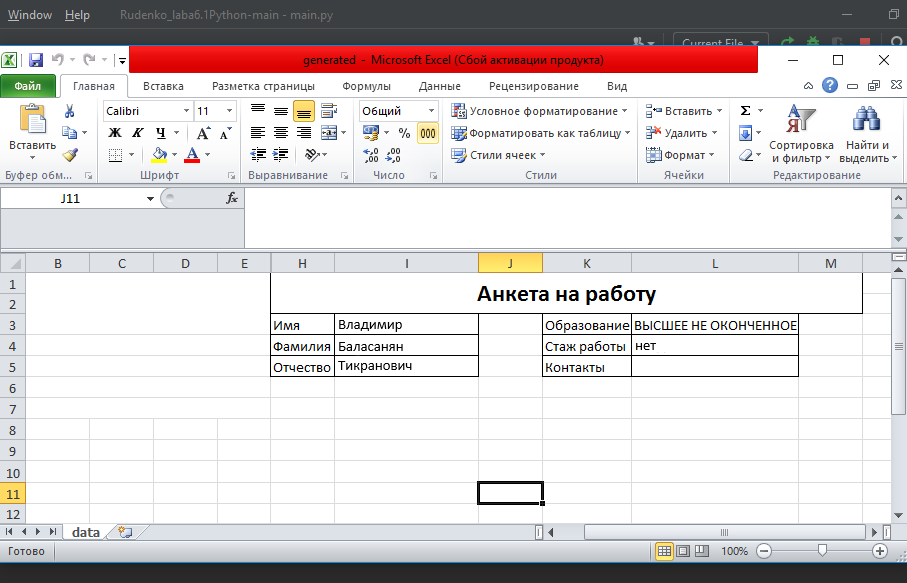 Window Help Rudenko_laba6.1Python-main - main.py
Current File
generated - Microsoft Excel (Сбой активации продукта)
Файл Главная Вставка Разметка страницы Формулы Данные Рецензирование Вид
Calibri 11 Общий Условное форматирование Вставить Σ
Ж К Ч A A % 000 Форматировать как таблицу Удалить
Вставить A ,00 ,0 Стили ячеек Формат Сортировка и фильтр Найти и выделить
Буфер обм... Шрифт Выравнивание Число Стили Ячейки Редактирование
J11 fx
B C D E H I J K L M
1 Анкета на работу
2
3 Имя Владимир Образование ВЫСШЕЕ НЕ ОКОНЧЕННОЕ
4 Фамилия Баласанян Стаж работы нет
5 Отчество Тикранович Контакты
6
7
8
9
10
11
12
data
Готово 100%